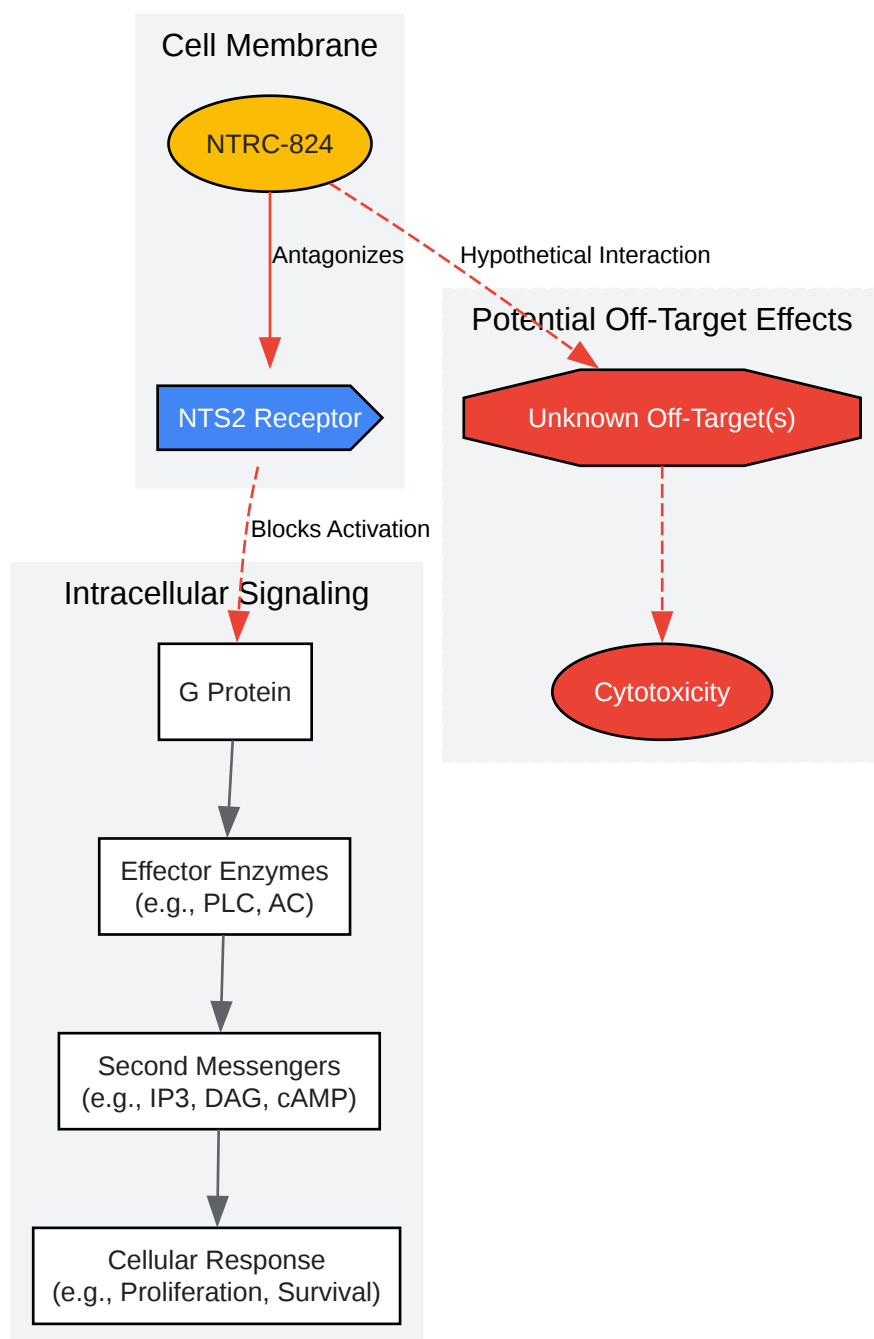 Cell Membrane
NTRC-824
Antagonizes
Hypothetical Interaction
Potential Off-Target Effects
NTS2 Receptor
Unknown Off-Target(s)
Blocks Activation
Intracellular Signaling
G Protein
Cytotoxicity
Effector Enzymes
(e.g., PLC, AC)
Second Messengers
(e.g., IP3, DAG, cAMP)
Cellular Response
(e.g., Proliferation, Survival)